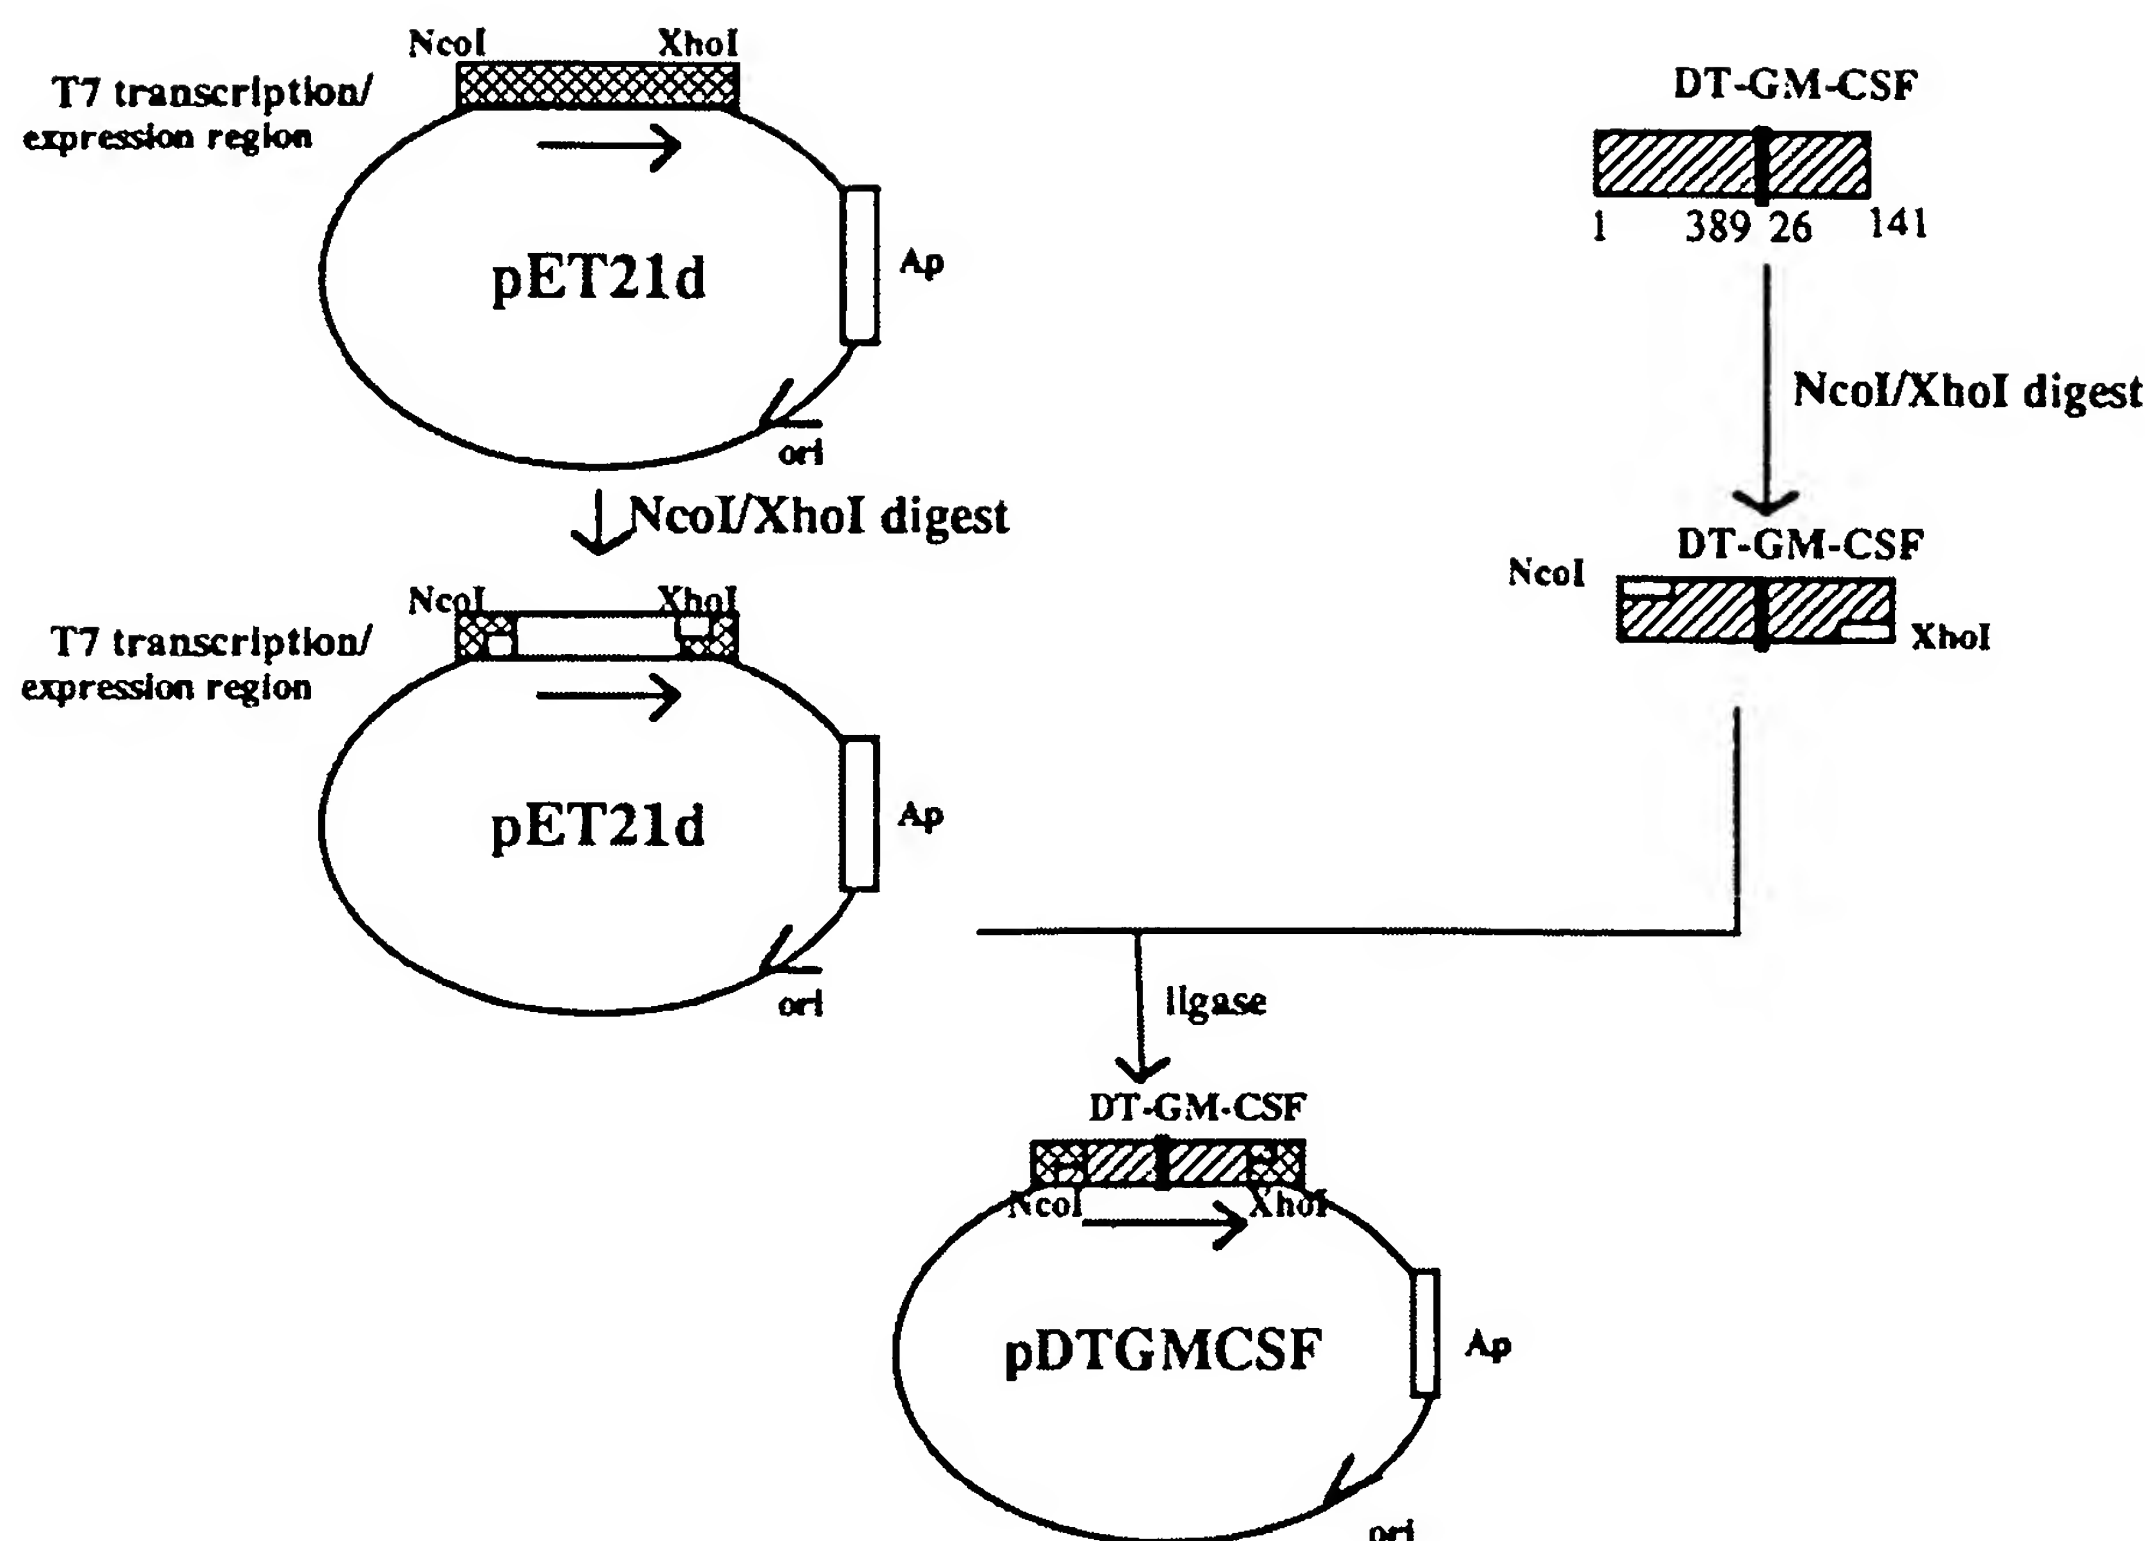 NcoI XhoI
T7 transcription/
expression region
pET21d
Ap
ori
NcoI/XhoI digest
DT-GM-CSF
1 389 26 141
NcoI/XhoI digest
DT-GM-CSF
NcoI
XhoI
NcoI XhoI
T7 transcription/
expression region
pET21d
Ap
ori
ligase
DT-GM-CSF
NcoI XhoI
pDTGMCSF
Ap
ori